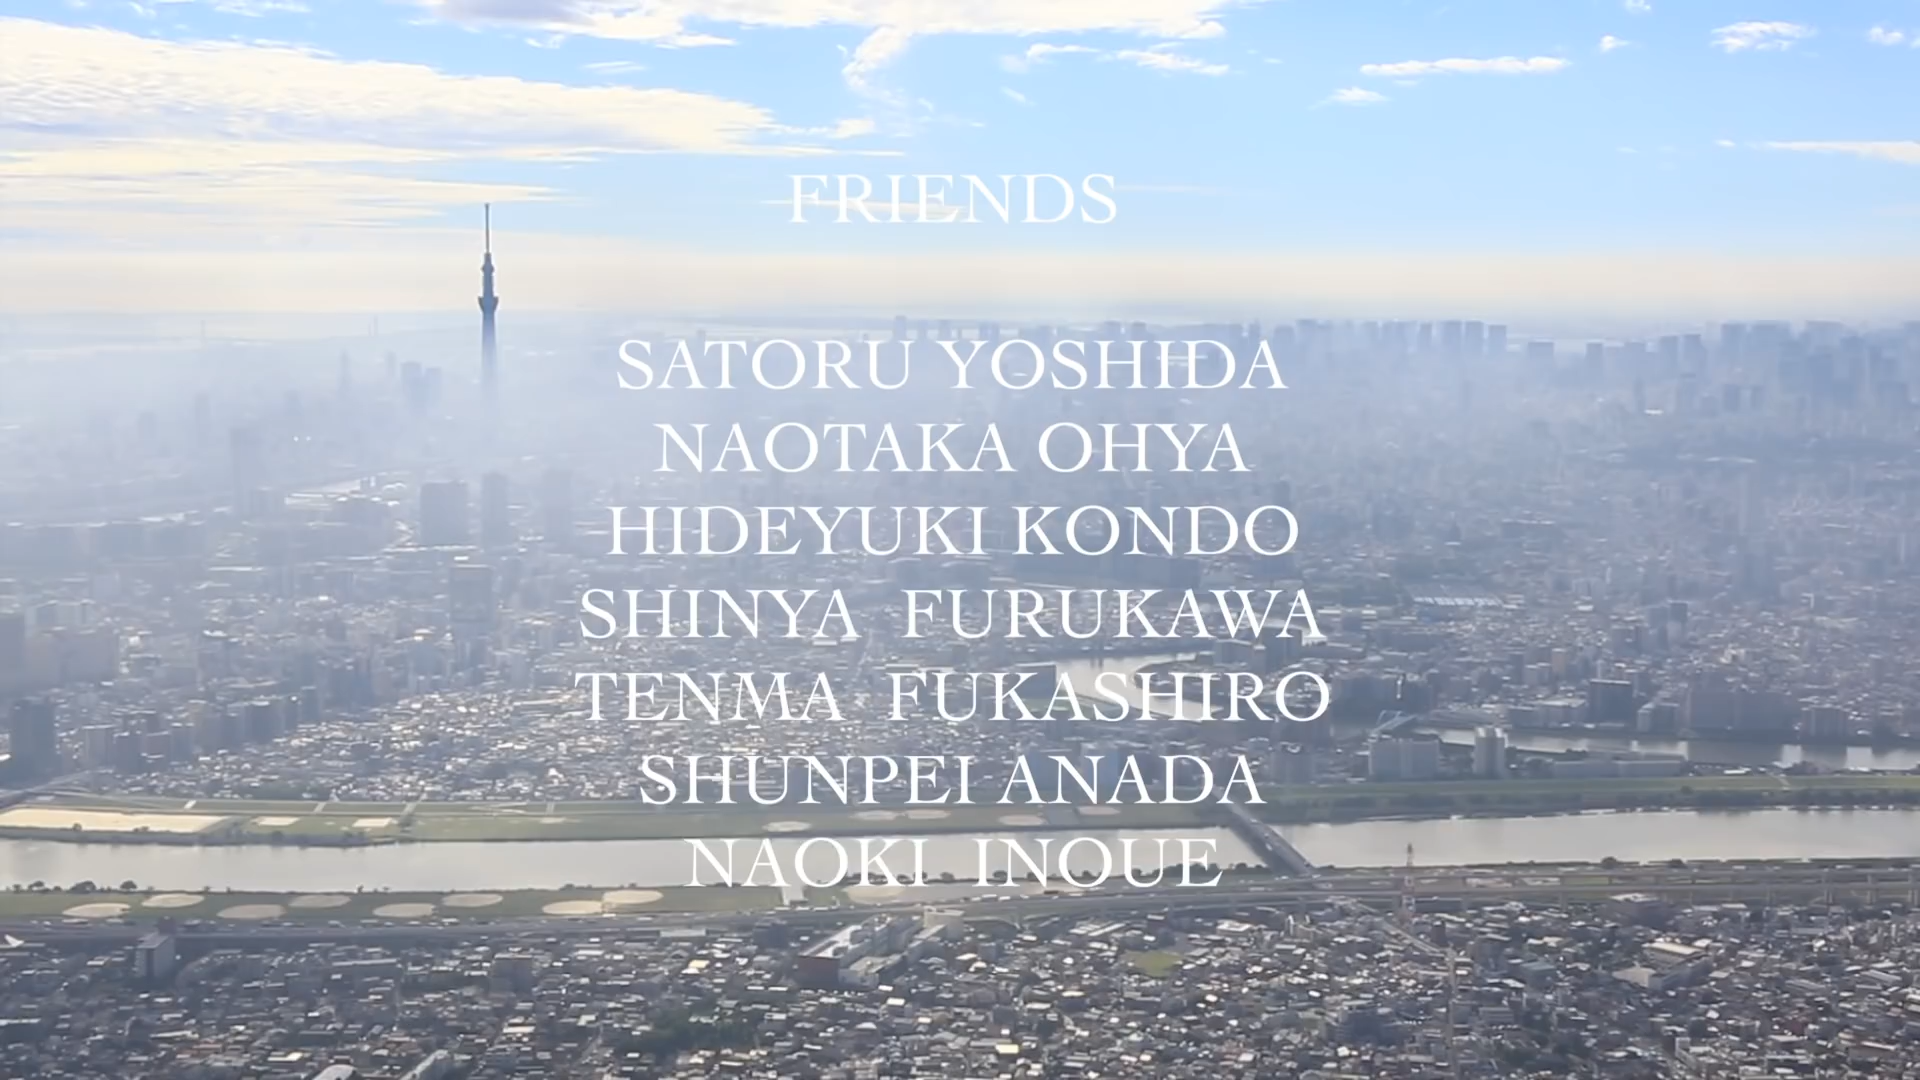 FRIENDS
SATORU YOSHIDA
NAOTAKA OHYA
HIDEYUKI KONDO
SHINYA FURUKAWA
TENMA FUKASHIRO
SHUNPEI ANADA
NAOKI INOUE